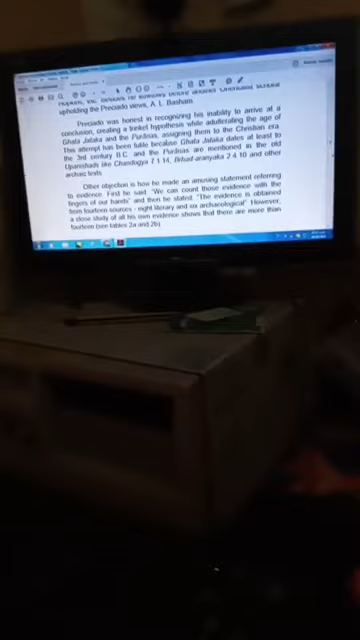 upholding the Preciado views, A. L. Basham.
Preciado was honest in recognizing his inability to arrive at a
conclusion, creating a tinkel hypothesis while adulterating the age of
Ghata Jataka and the Purānas, assigning them to the Christian era.
This attempt has been futile because Ghata Jataka dates at least to
the 3rd century B.C. and the Purānas are mentioned in the old
Upanishads like Chandogya 7.1.14, Brhad-aranyaka 2.4.10 and other
archaic texts.
Other objection is how he made an amusing statement referring
to evidence. First he said: "We can count those evidence with the
fingers of our hands" and then he stated: "The evidence is obtained
from fourteen sources - eight literary and six archaeological" However,
a close study of all his own evidence shows that there are more than
fourteen (see tables 2a and 2b)